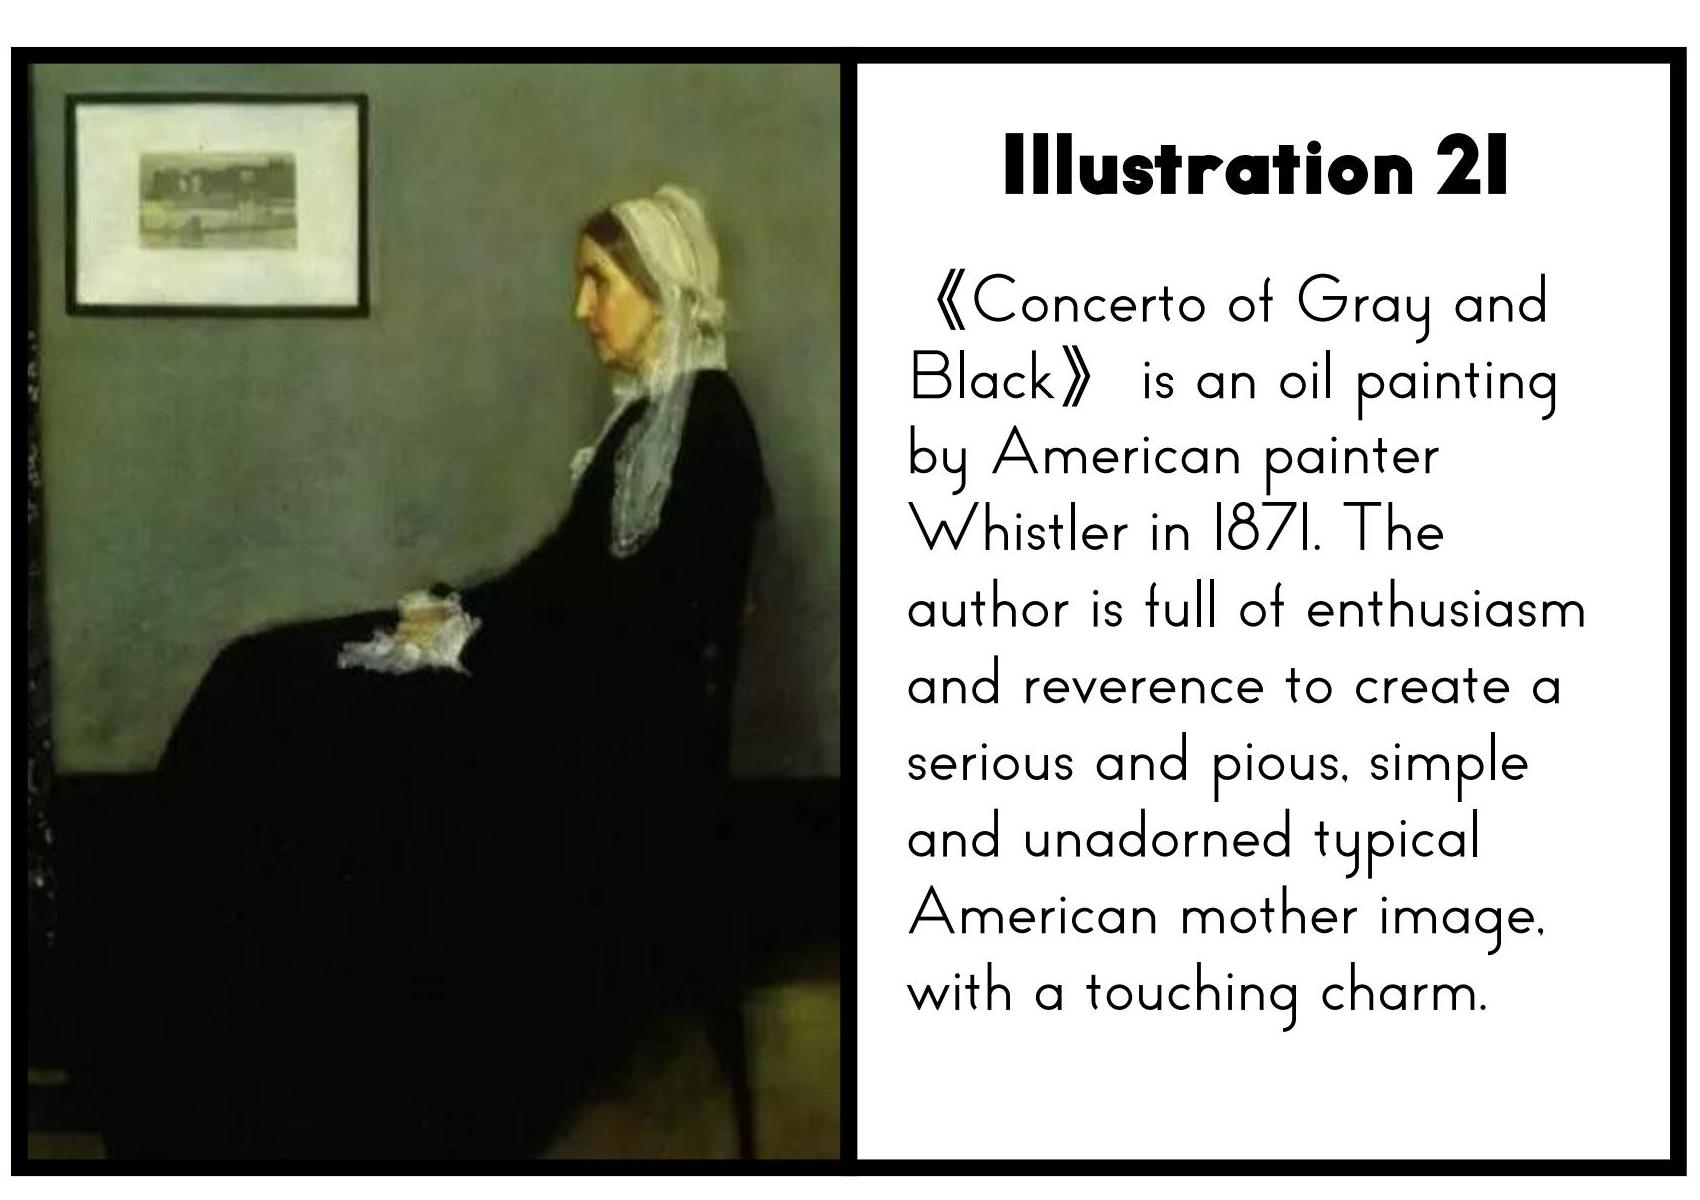 Illustration 21
《Concerto of Gray and
Black》 is an oil painting
by American painter
Whistler in 1871. The
author is full of enthusiasm
and reverence to create a
serious and pious, simple
and unadorned typical
American mother image,
with a touching charm.